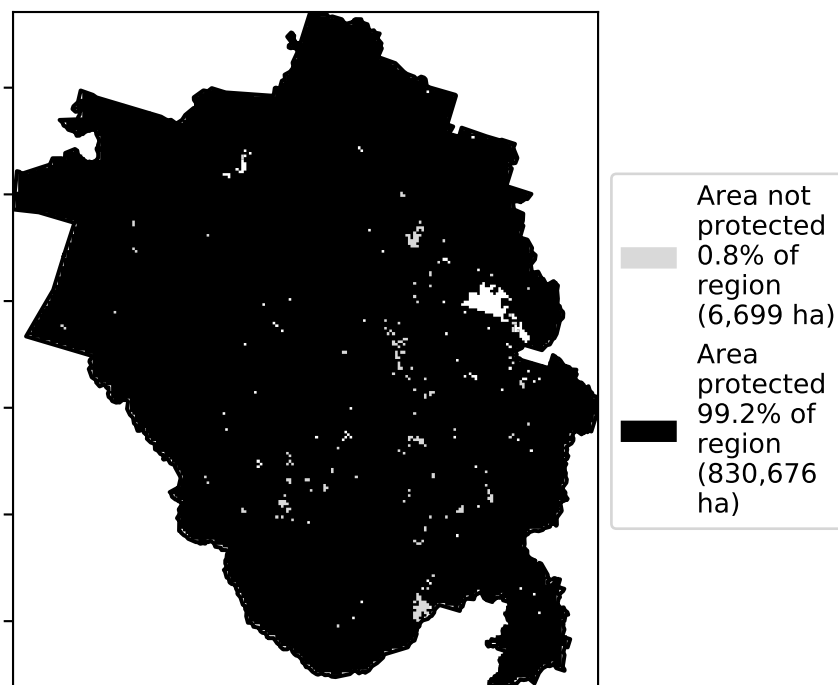 Area not
protected
0.8% of
region
(6,699 ha)
Area
protected
99.2% of
region
(830,676
ha)